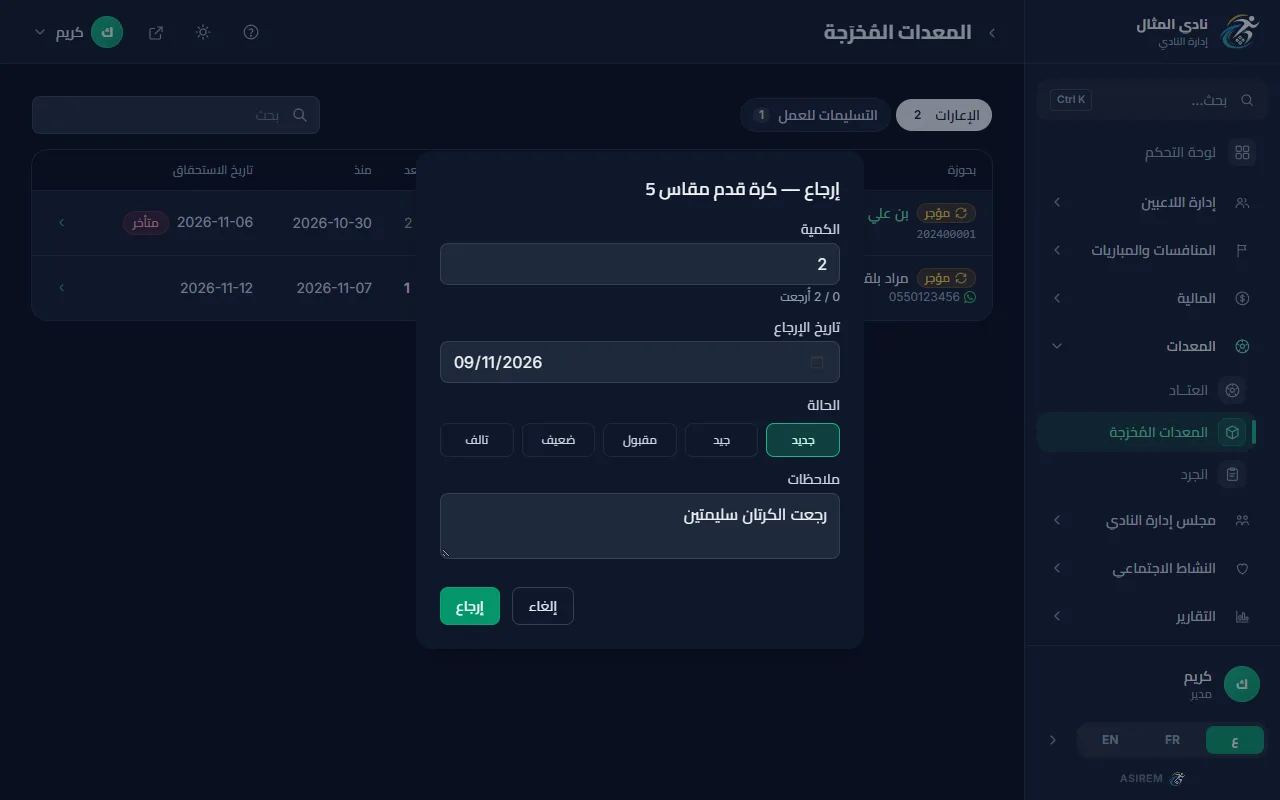 نادي المثال
إدارة النادي
المعدات المُخرَجة
كريم
ك
بحث...
Ctrl K
لوحة التحكم
إدارة اللاعبين
المنافسات والمباريات
المالية
المعدات
العتــاد
المعدات المُخرَجة
الجرد
مجلس إدارة النادي
النشاط الاجتماعي
التقارير
كريم
ك
مدير
ع
FR
EN
ASIREM
الإعارات 2
التسليمات للعمل 1
بحث
بحوزة
منذ
تاريخ الاستحقاق
مؤجر
بن علي
202400001
2
2026-10-30
2026-11-06
متأخر
مؤجر
مراد
0550123456
1
2026-11-07
2026-11-12
إرجاع — كرة قدم مقاس 5
الكمية
2
0 / 2 أُرجعت
تاريخ الإرجاع
09/11/2026
الحالة
جديد
جيد
مقبول
ضعيف
تالف
ملاحظات
رجعت الكرتان سليمتين
إلغاء
إرجاع